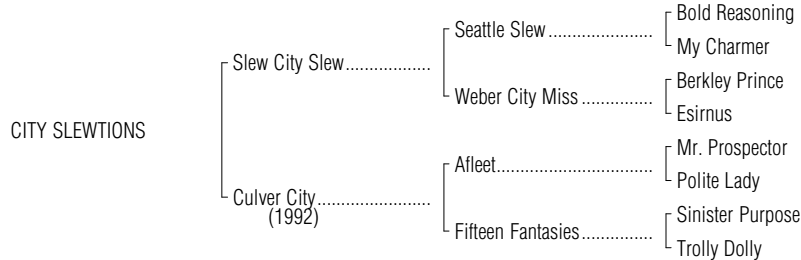 Bold Reasoning
Seattle Slew......................
My Charmer
Slew City Slew..................
Berkley Prince
Weber City Miss ...............
Esirnus
CITY SLEWTIONS
Mr. Prospector
Afleet.................................
Polite Lady
Culver City........................
(1992)
Sinister Purpose
Fifteen Fantasies...............
Trolly Dolly